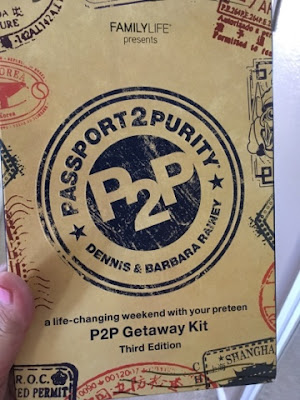 FAMILYLIFE®
presents
PASSPORT2PURITY®
P2P
DENNIS & BARBARA RAINEY
a life-changing weekend with your preteen
P2P Getaway Kit
Third Edition
SHANGHA
R.O.C.
ED PERMIT